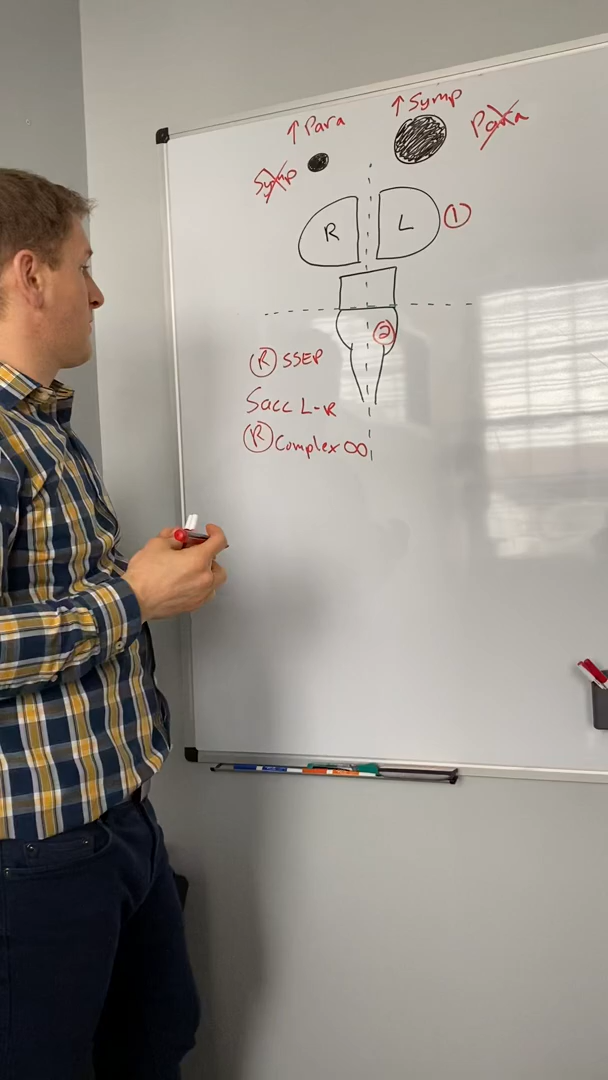 ↑ Para
↑ Symp
Para
Symp
R
L
①
②
Ⓡ SSEP
Sacc L-R
Ⓡ Complex ∞